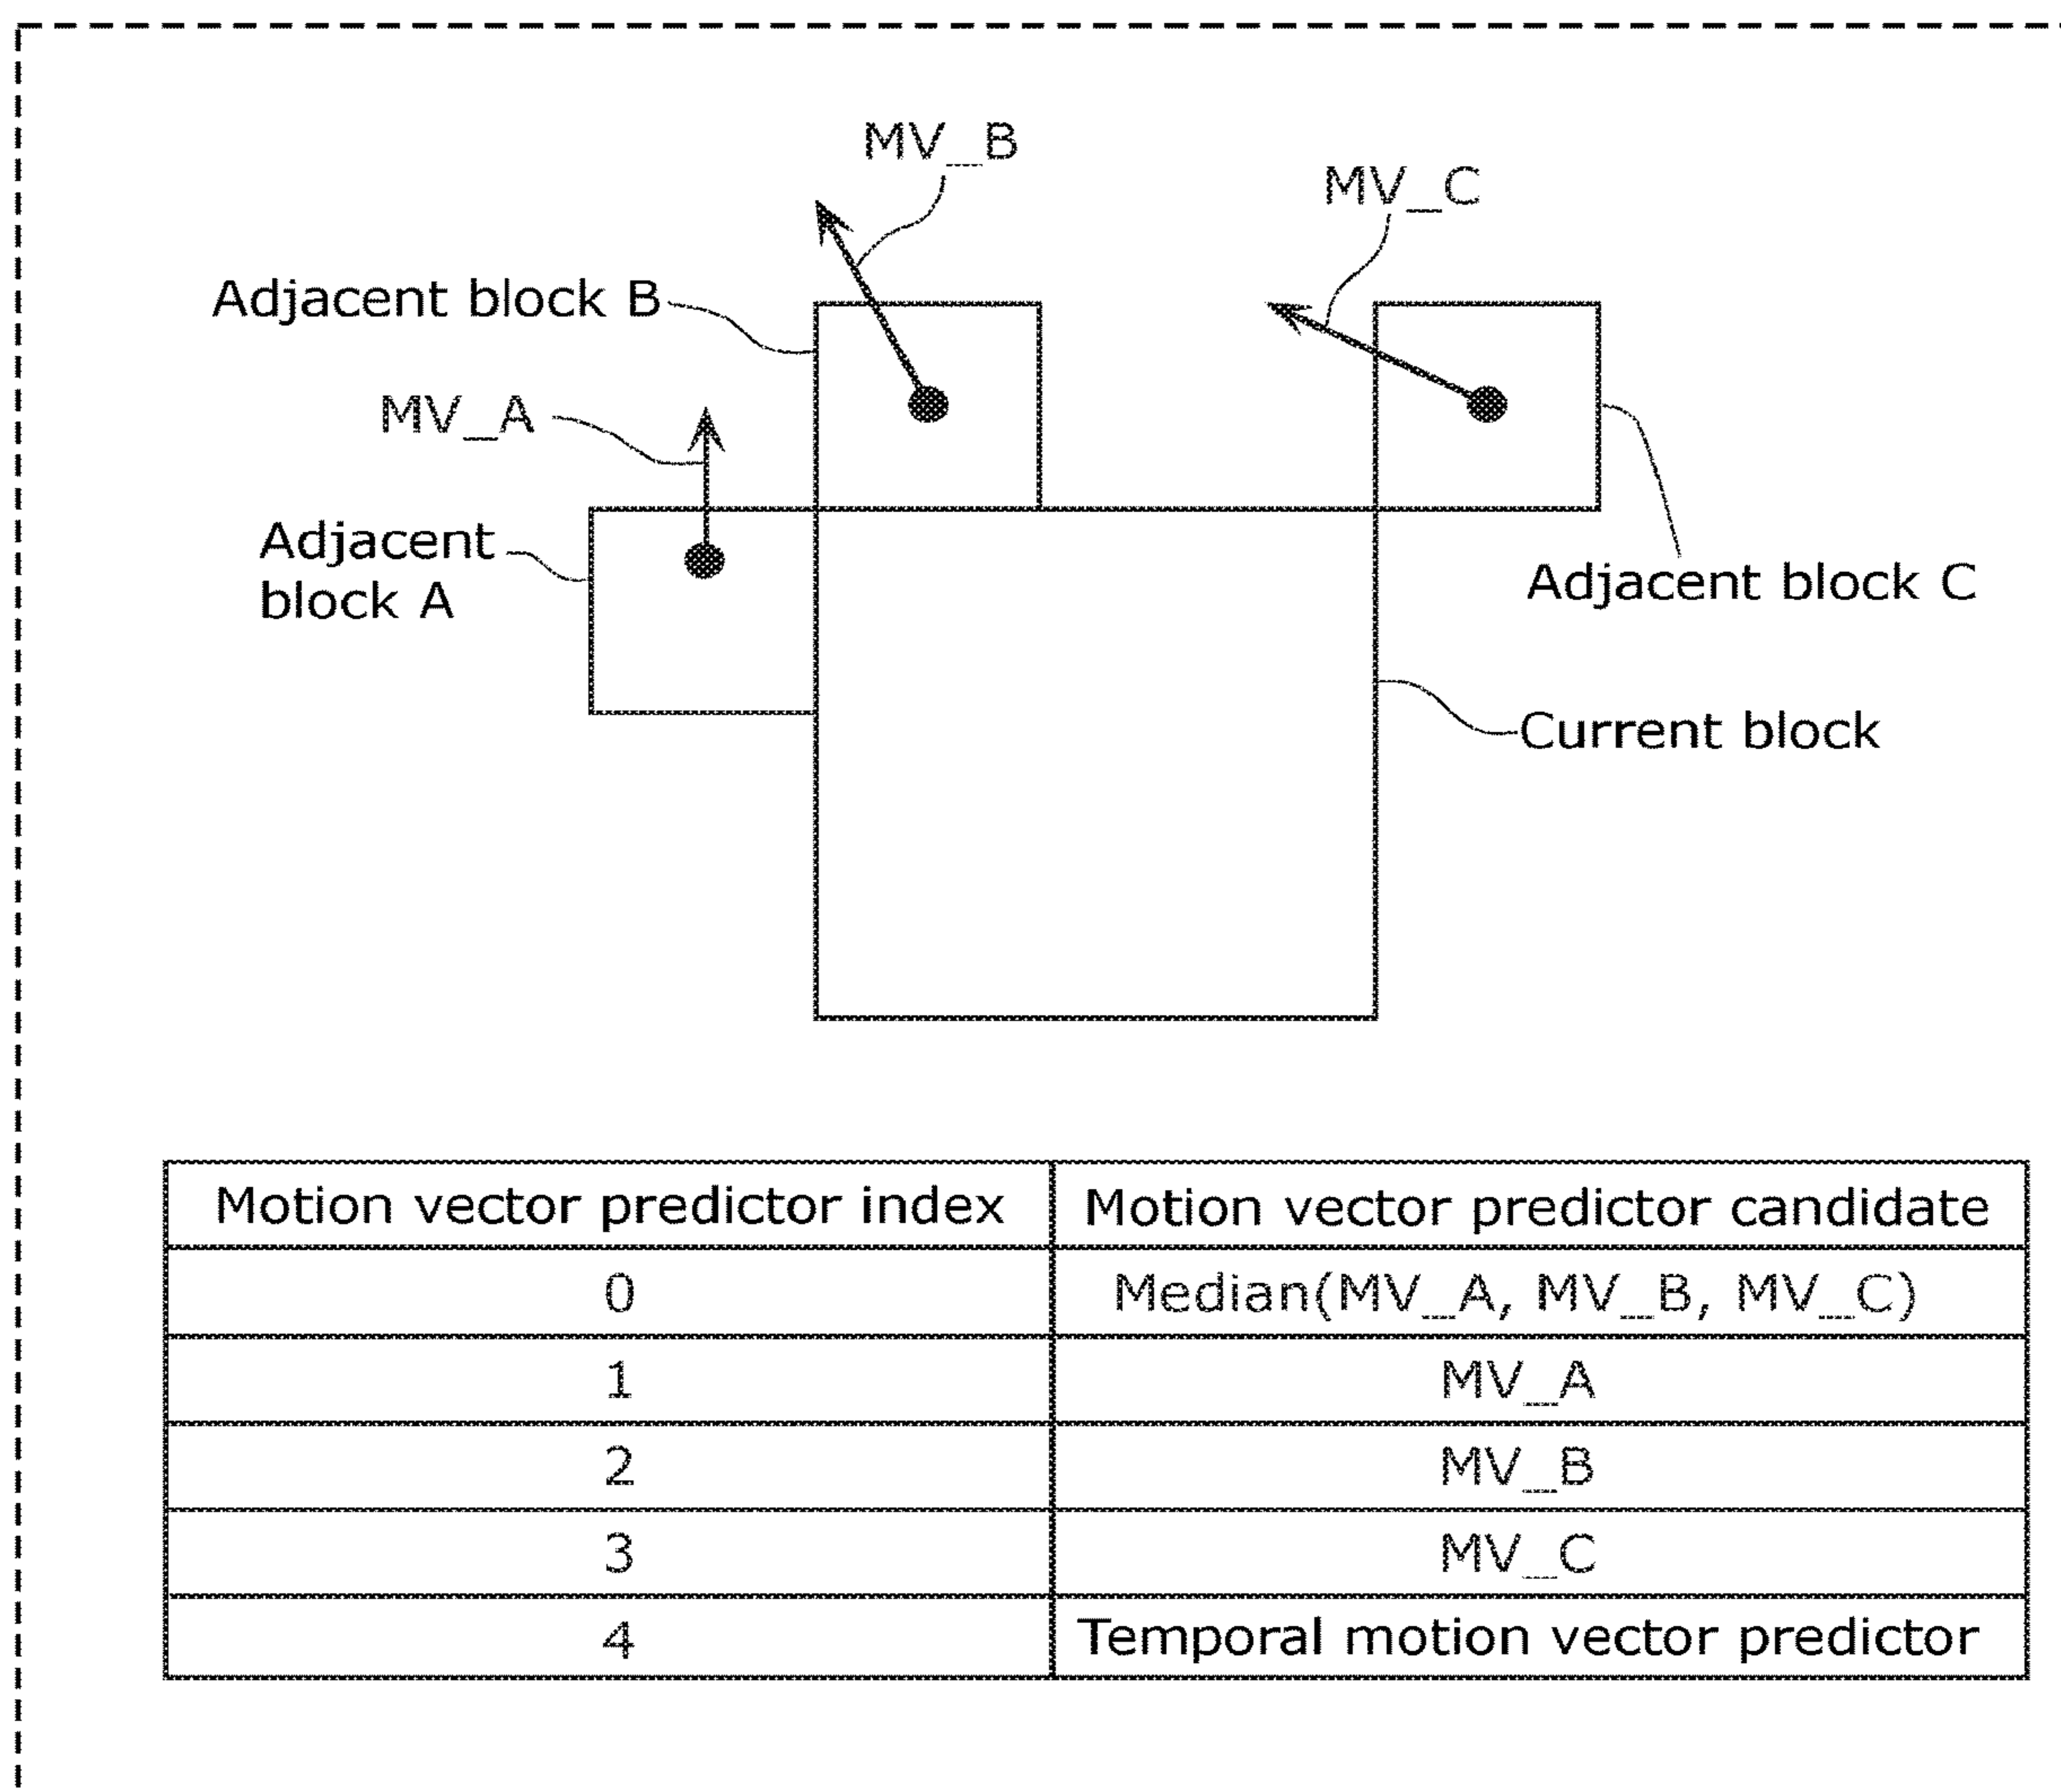 MV_B
MV_C
Adjacent block B
MV_A
Adjacent
block A
Adjacent block C
Current block
Motion vector predictor index Motion vector predictor candidate
0 Median(MV_A, MV_B, MV_C)
1 MV_A
2 MV_B
3 MV_C
4 Temporal motion vector predictor